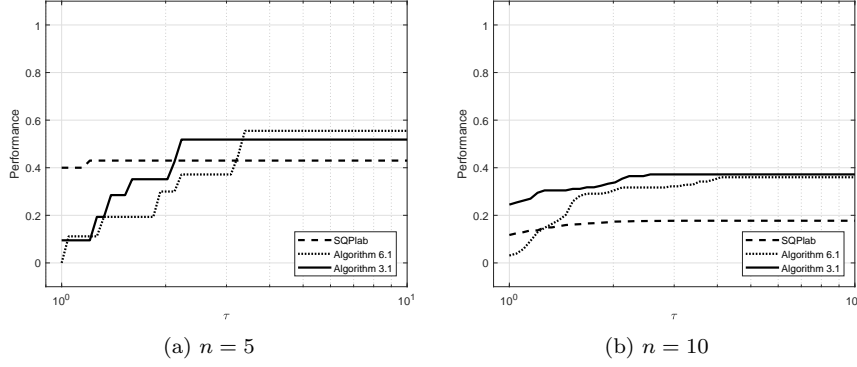 1
0.8
0.6
0.4
0.2
0
Performance
10^0
10^1
τ
SQPlab
Algorithm 6.1
Algorithm 3.1
(a) n = 5
1
0.8
0.6
0.4
0.2
0
Performance
10^0
10
τ
SQPlab
Algorithm 6.1
Algorithm 3.1
(b) n = 10